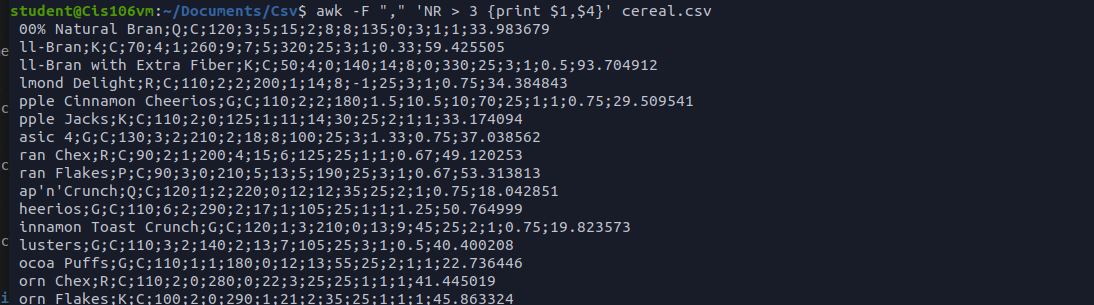 student@Cis106vm:~/Documents/Csv$ awk -F "," 'NR > 3 {print $1,$4}' cereal.csv
00% Natural Bran;Q;C;120;3;5;15;2;8;8;135;0;3;1;1;33.983679
ll-Bran;K;C;70;4;1;260;9;7;5;320;25;3;1;0.33;59.425505
ll-Bran with Extra Fiber;K;C;50;4;0;140;14;8;0;330;25;3;1;0.5;93.704912
lmond Delight;R;C;110;2;2;200;1;14;8;-1;25;3;1;0.75;34.384843
pple Cinnamon Cheerios;G;C;110;2;2;180;1.5;10.5;10;70;25;1;1;0.75;29.509541
pple Jacks;K;C;110;2;0;125;1;11;14;30;25;2;1;1;33.174094
asic 4;G;C;130;3;2;210;2;18;8;100;25;3;1.33;0.75;37.038562
ran Chex;R;C;90;2;1;200;4;15;6;125;25;1;1;0.67;49.120253
ran Flakes;P;C;90;3;0;210;5;13;5;190;25;3;1;0.67;53.313813
ap'n'Crunch;Q;C;120;1;2;220;0;12;12;35;25;2;1;0.75;18.042851
heerios;G;C;110;6;2;290;2;17;1;105;25;1;1;1.25;50.764999
innamon Toast Crunch;G;C;120;1;3;210;0;13;9;45;25;2;1;0.75;19.823573
lusters;G;C;110;3;2;140;2;13;7;105;25;3;1;0.5;40.400208
ocoa Puffs;G;C;110;1;1;180;0;12;13;55;25;2;1;1;22.736446
orn Chex;R;C;110;2;0;280;0;22;3;25;25;1;1;1;41.445019
orn Flakes;K;C;100;2;0;290;1;21;2;35;25;1;1;1;45.863324